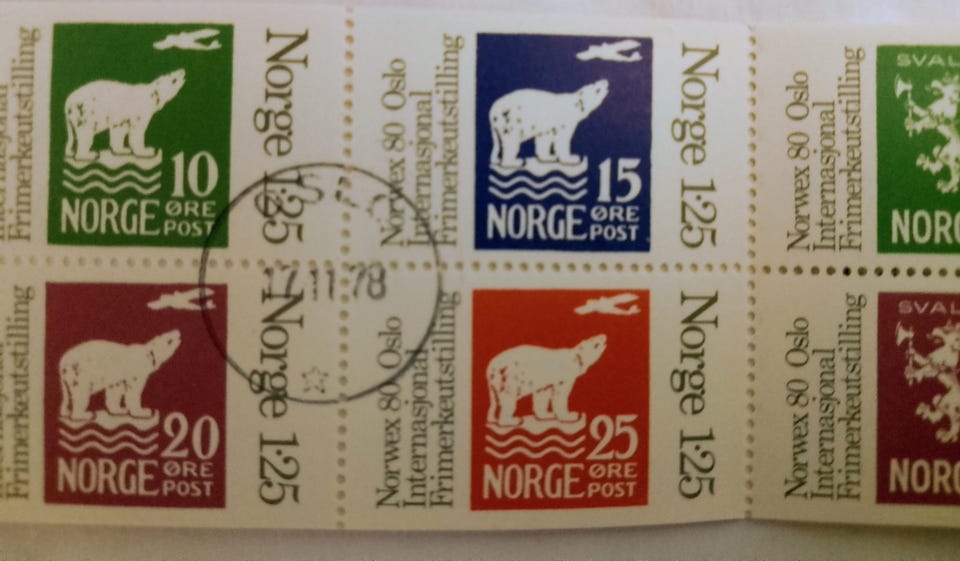 Frimerkeutstilling
10
NORGE ØRE
POST
Norge 1·25
Norwex 80 Oslo
Internasjonal
Frimerkeutstilling
15
NORGE ØRE
POST
Norge 1·25
Norwex 80 Oslo
Internasjonal
Frimerkeutstilling
SVAL
NORG
17.11.78
Frimerkeutstilling
20
NORGE ØRE
POST
Norge 1·25
Norwex 80 Oslo
Internasjonal
Frimerkeutstilling
25
NORGE ØRE
POST
Norge 1·25
Norwex 80 Oslo
Internasjonal
Frimerkeutstilling
SVAL
NORG